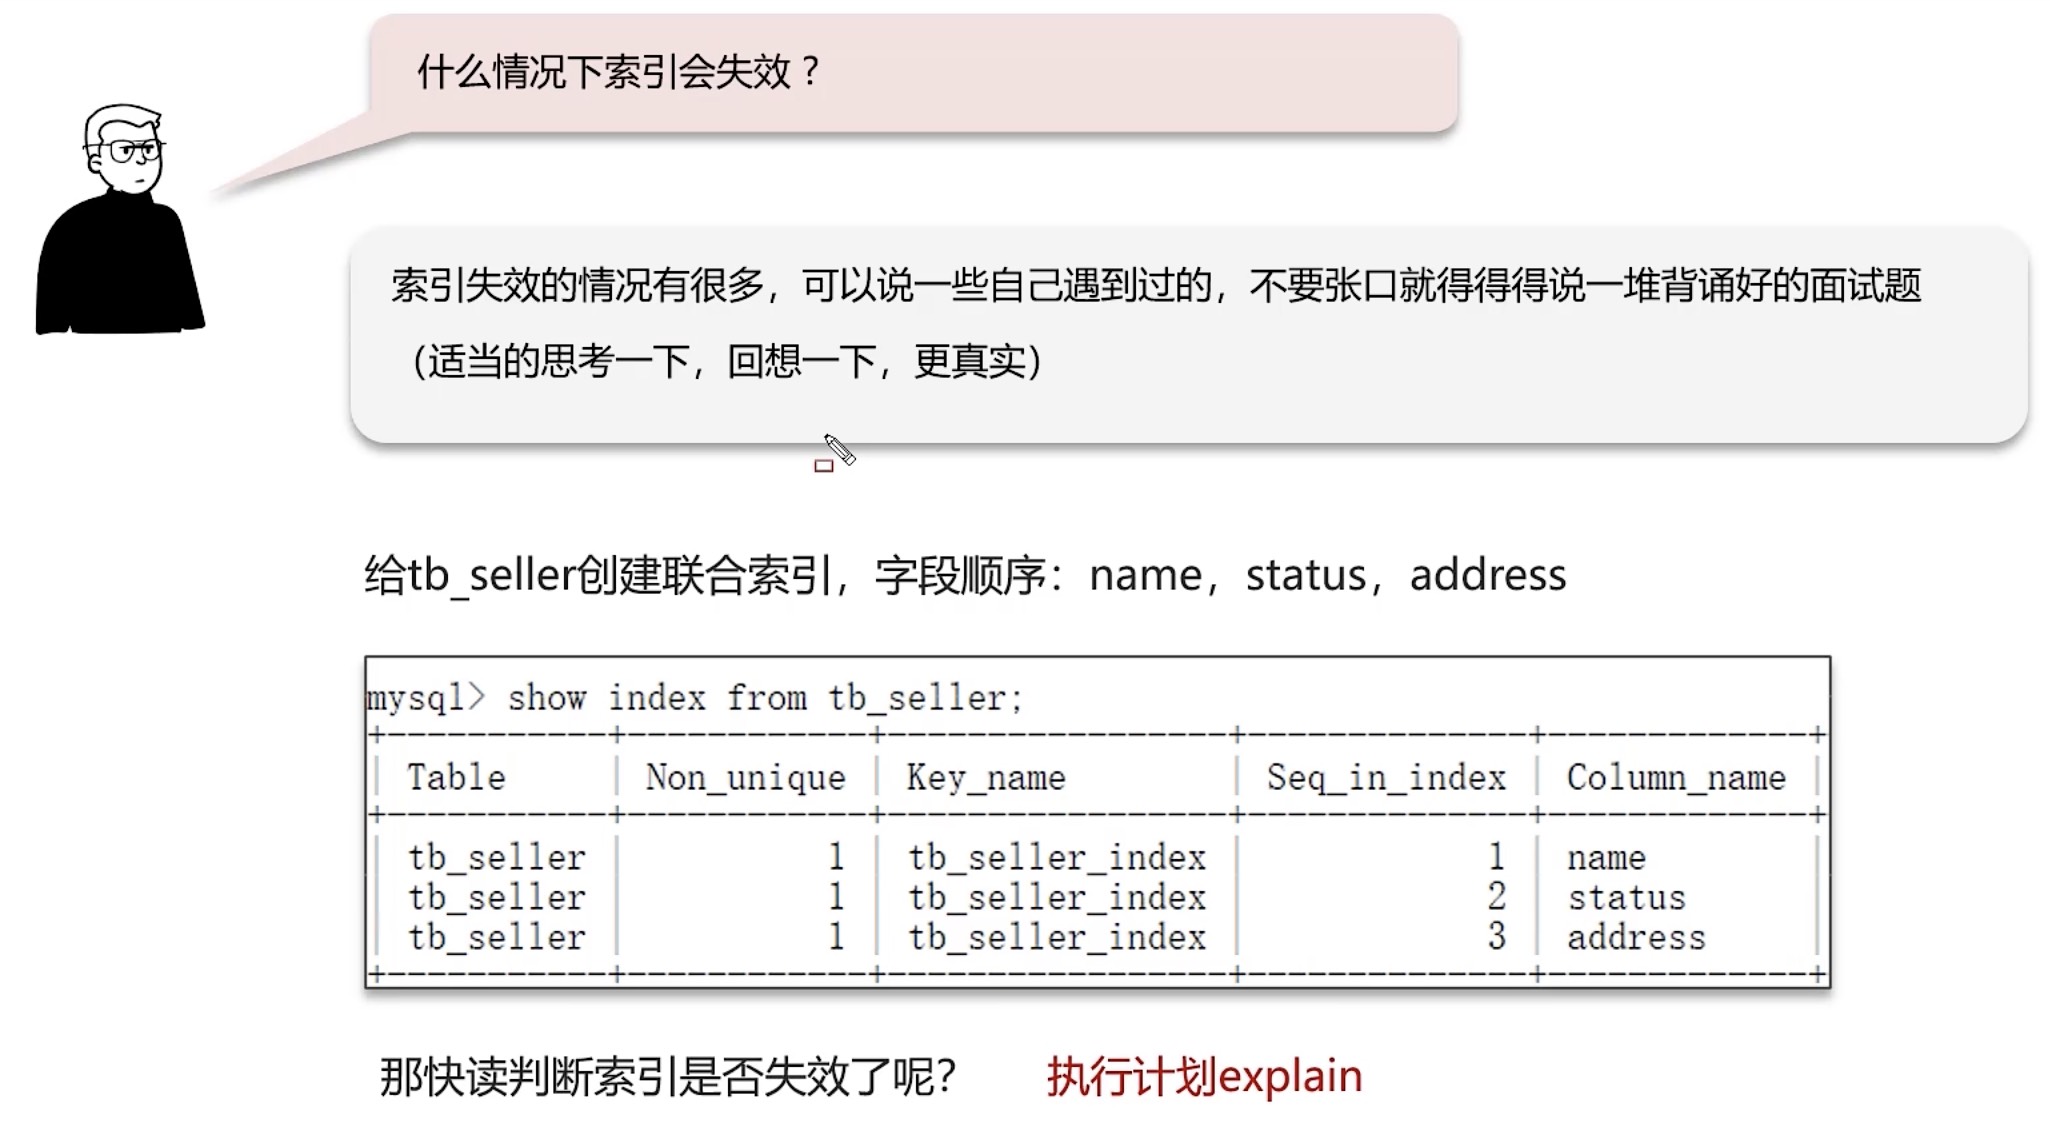 什么情况下索引会失效？
索引失效的情况有很多，可以说一些自己遇到过的，不要张口就得得得说一堆背诵好的面试题
（适当的思考一下，回想一下，更真实）
给tb_seller创建联合索引，字段顺序：name，status，address
mysql> show index from tb_seller;
+-----------+------------+-----------------+--------------+-------------+
| Table | Non_unique | Key_name | Seq_in_index | Column_name |
+-----------+------------+-----------------+--------------+-------------+
| tb_seller | 1 | tb_seller_index | 1 | name |
| tb_seller | 1 | tb_seller_index | 2 | status |
| tb_seller | 1 | tb_seller_index | 3 | address |
+-----------+------------+-----------------+--------------+-------------+
那快读判断索引是否失效了呢？ 执行计划explain